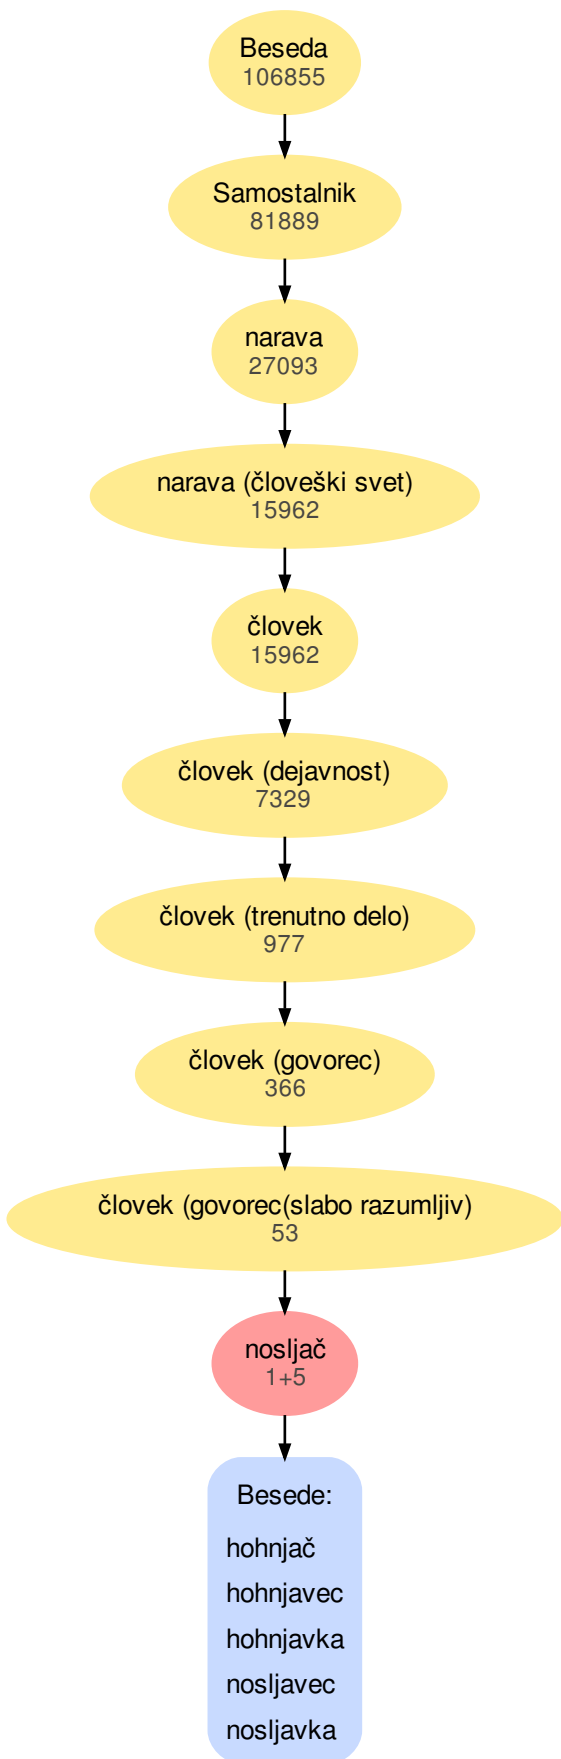 Beseda
106855
Samostalnik
81889
narava
27093
narava (človeški svet)
15962
človek
15962
človek (dejavnost)
7329
človek (trenutno delo)
977
človek (govorec)
366
človek (govorec(slabo razumljiv)
53
nosljač
1+5
Besede:
hohnjač
hohnjavec
hohnjavka
nosljavec
nosljavka